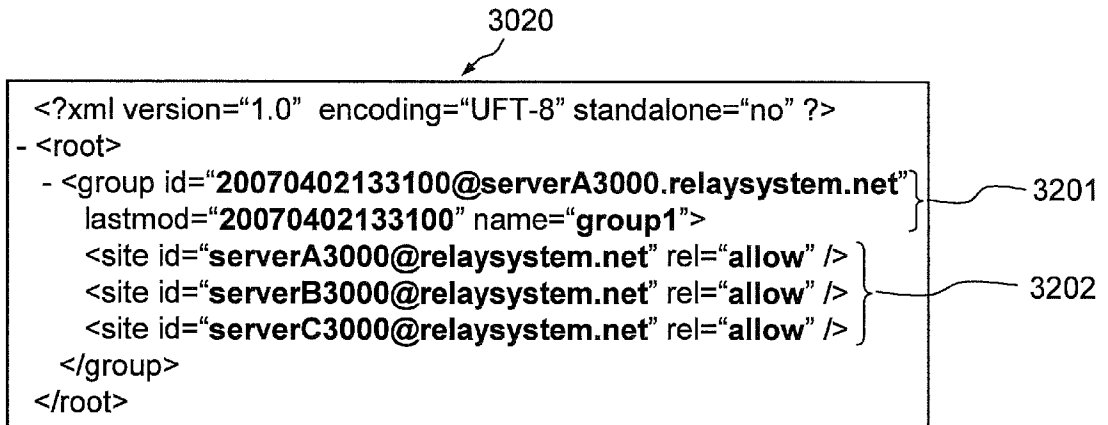 3020
<?xml version=“1.0” encoding=“UFT-8” standalone=“no” ?>
- <root>
- <group id=“20070402133100@serverA3000.relaysystem.net”
3201
lastmod=“20070402133100” name=“group1”>
<site id=“serverA3000@relaysystem.net” rel=“allow” />
<site id=“serverB3000@relaysystem.net” rel=“allow” />
3202
<site id=“serverC3000@relaysystem.net” rel=“allow” />
</group>
</root>